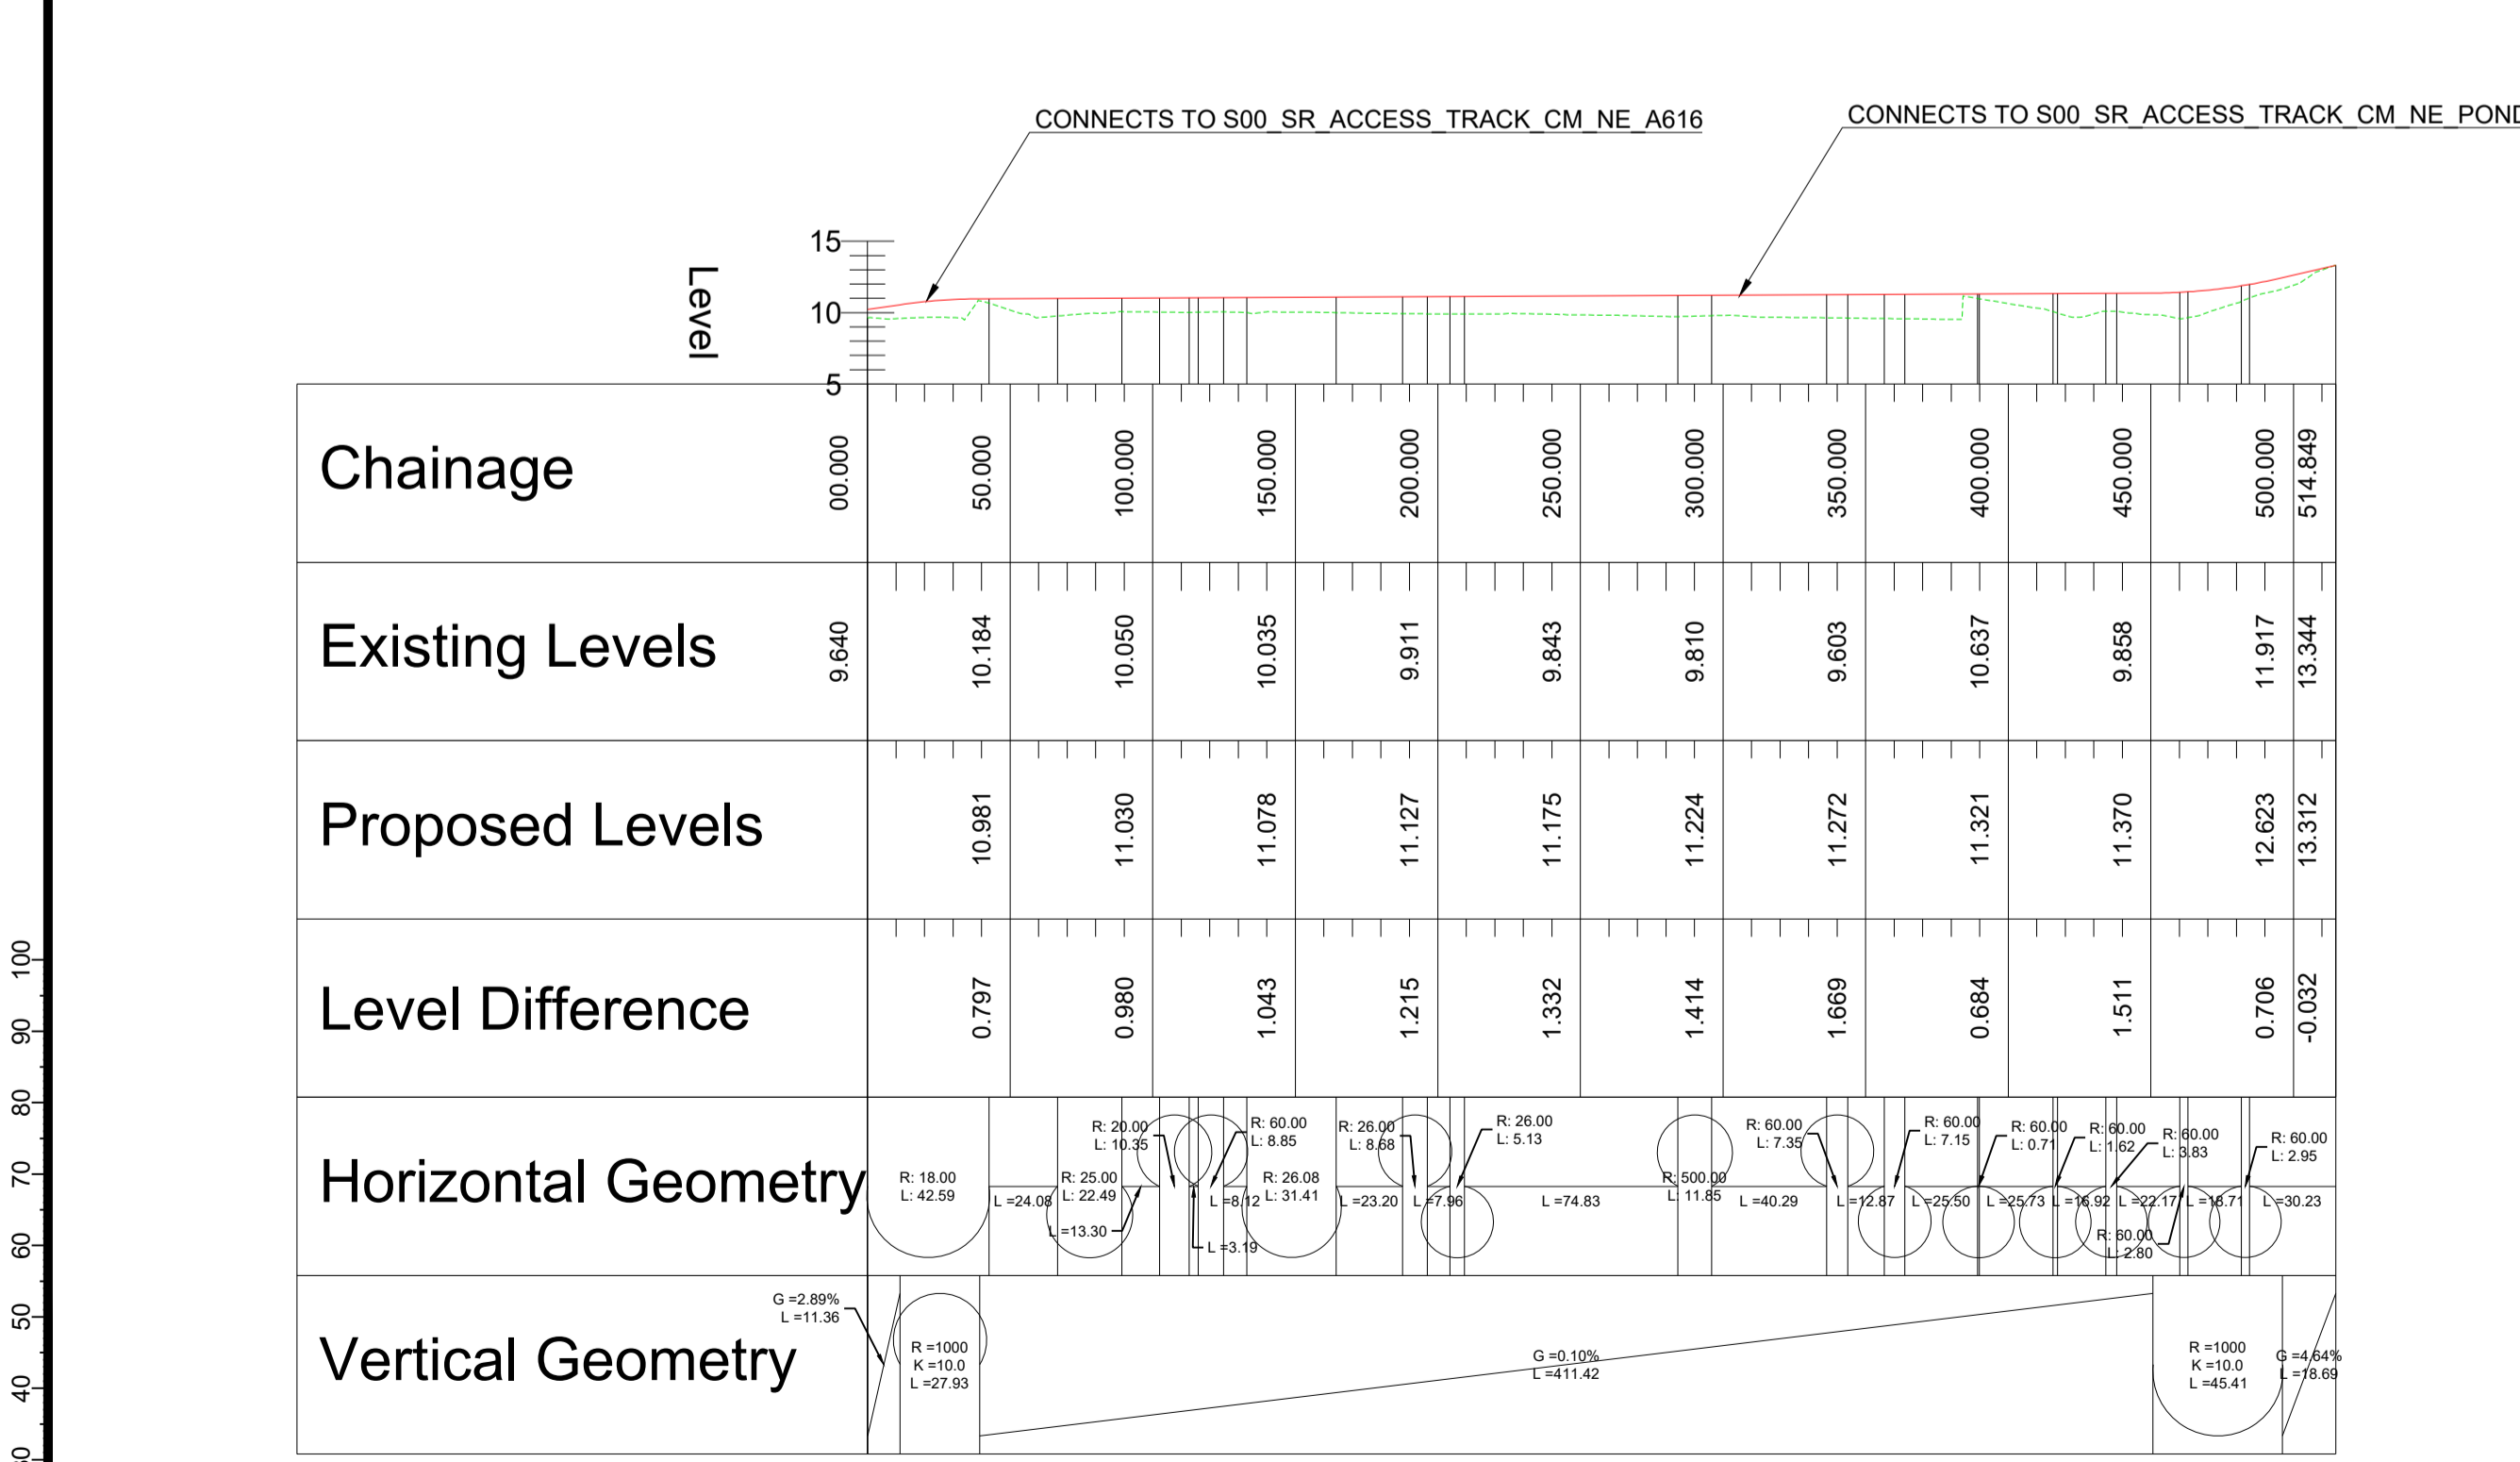 CONNECTS TO S00_SR_ACCESS_TRACK_CM_NE_A616
CONNECTS TO S00_SR_ACCESS_TRACK_CM_NE_POND
Level
15
10
5
Chainage
00.000 50.000 100.000 150.000 200.000 250.000 300.000 350.000 400.000 450.000 500.000 514.849
Existing Levels
9.640 10.184 10.050 10.035 9.911 9.843 9.810 9.603 10.637 9.858 11.917 13.344
Proposed Levels
10.981 11.030 11.078 11.127 11.175 11.224 11.272 11.321 11.370 12.623 13.312
Level Difference
0.797 0.980 1.043 1.215 1.332 1.414 1.669 0.684 1.511 0.706 -0.032
Horizontal Geometry
R: 18.00
L: 42.59
L =24.08
R: 25.00
L: 22.49
L =13.30
R: 20.00
L: 10.35
L =3.19
R: 60.00
L: 8.85
L =8.12
R: 26.08
L: 31.41
L =23.20
R: 26.00
L: 8.68
L =7.96
R: 26.00
L: 5.13
L =74.83
R: 500.00
L: 11.85
L =40.29
R: 60.00
L: 7.35
L =12.87
R: 60.00
L: 7.15
L =25.50
R: 60.00
L: 0.71
L =25.73
R: 60.00
L: 1.62
L =16.92
R: 60.00
L: 3.83
L =22.17
R: 60.00
L: 2.80
L =18.71
R: 60.00
L: 2.95
L =30.23
Vertical Geometry
G =2.89%
L =11.36
R =1000
K =10.0
L =27.93
G =0.10%
L =411.42
R =1000
K =10.0
L =45.41
G =4.64%
L =18.69
100
90
80
70
60
50
40